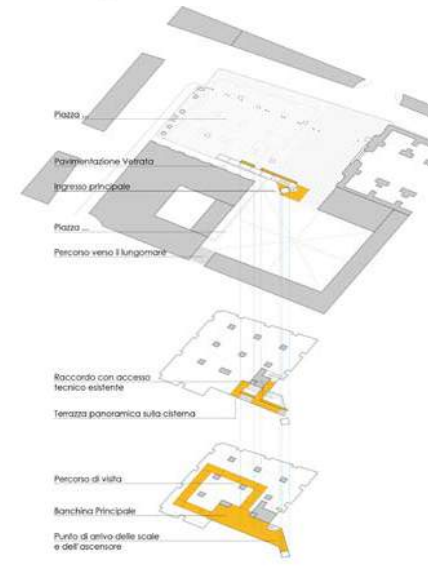 Piazza ...
Pavimentazione Vetrata
Ingresso principale
Piazza ...
Percorso verso il lungomare
Raccordo con accesso
tecnico esistente
Terrazza panoramica sulla cisterna
Percorso di visita
Banchina Principale
Punto di arrivo delle scale
e dell'ascensore